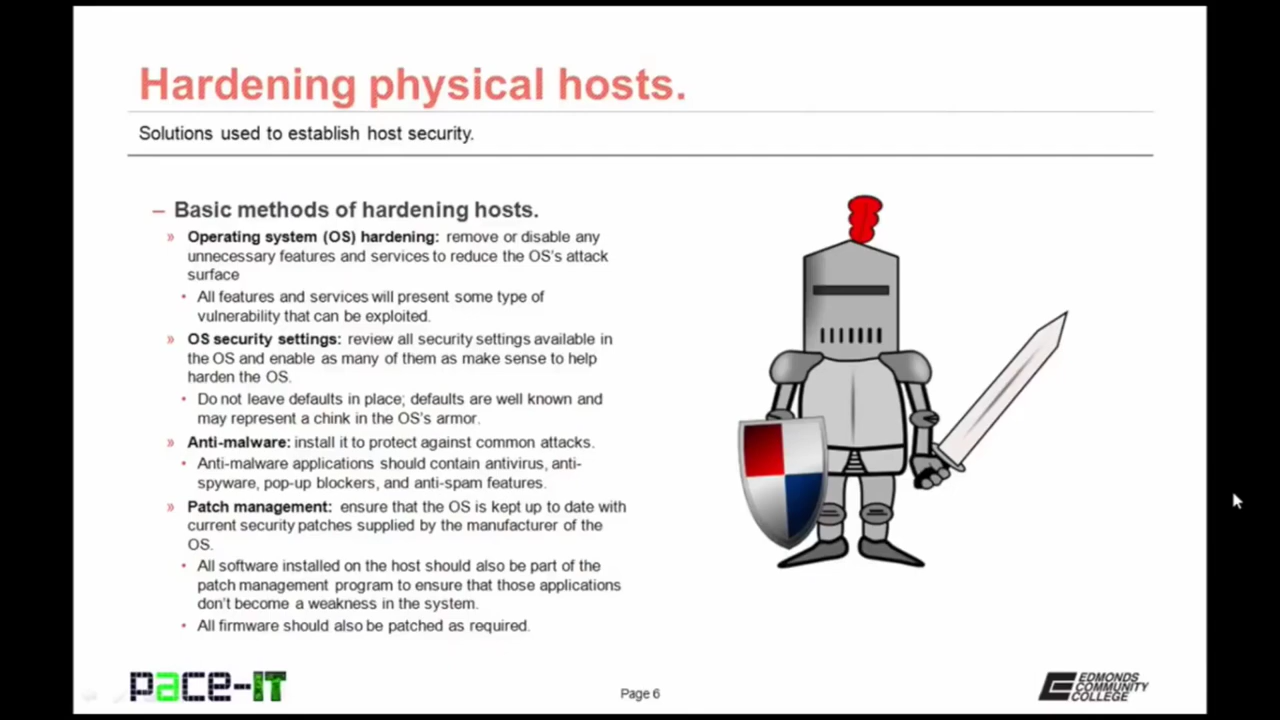 Hardening physical hosts.
Solutions used to establish host security.
– Basic methods of hardening hosts.
» Operating system (OS) hardening: remove or disable any
unnecessary features and services to reduce the OS's attack
surface
• All features and services will present some type of
vulnerability that can be exploited.
» OS security settings: review all security settings available in
the OS and enable as many of them as make sense to help
harden the OS.
• Do not leave defaults in place; defaults are well known and
may represent a chink in the OS's armor.
» Anti-malware: install it to protect against common attacks.
• Anti-malware applications should contain antivirus, anti-
spyware, pop-up blockers, and anti-spam features.
» Patch management: ensure that the OS is kept up to date with
current security patches supplied by the manufacturer of the
OS.
• All software installed on the host should also be part of the
patch management program to ensure that those applications
don't become a weakness in the system.
• All firmware should also be patched as required.
pace-IT
Page 6
EDMONDS
COMMUNITY
COLLEGE